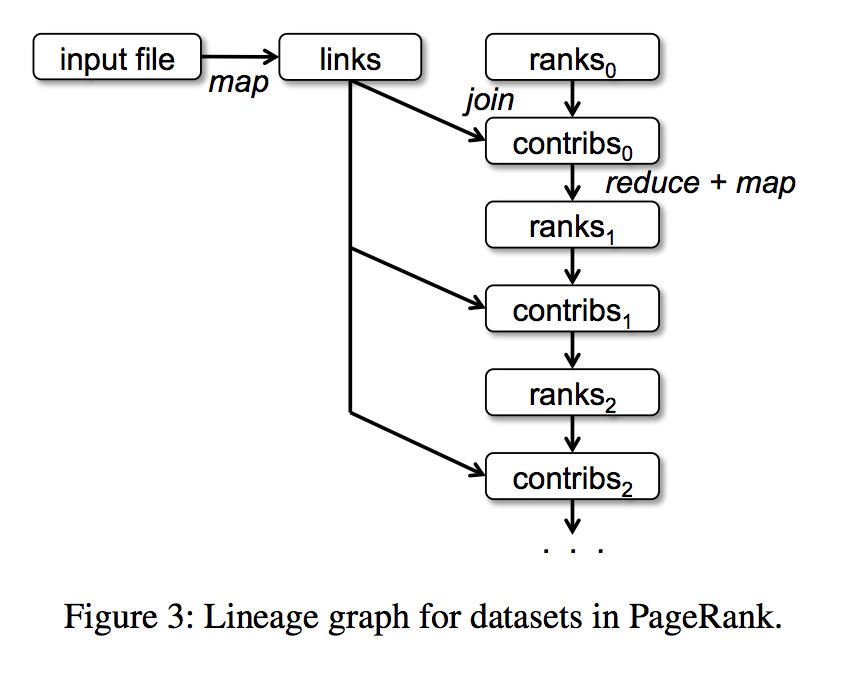 input file
map
links
ranks₀
join
contribs₀
reduce + map
ranks₁
contribs₁
ranks₂
contribs₂
. . .
Figure 3: Lineage graph for datasets in PageRank.